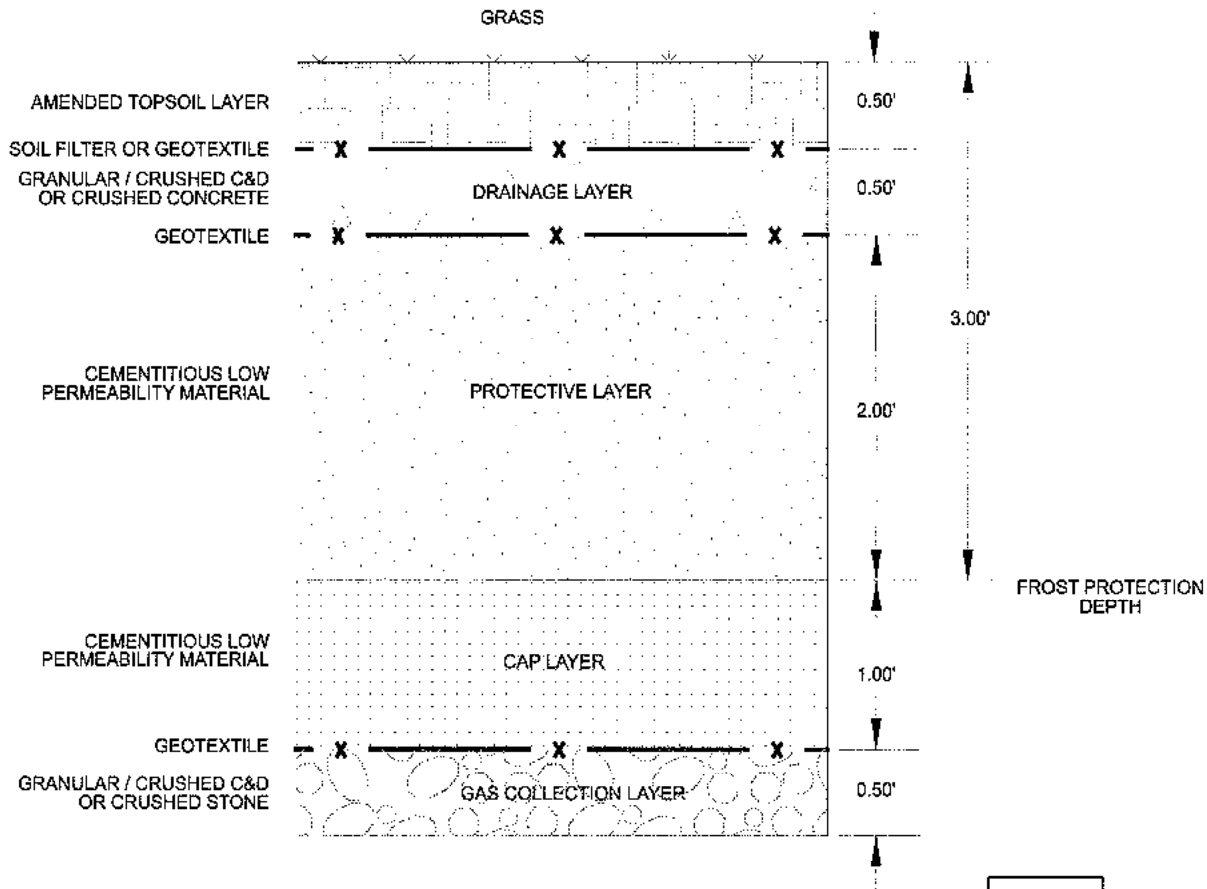 GRASS
AMENDED TOPSOIL LAYER
0.50'
SOIL FILTER OR GEOTEXTILE
GRANULAR / CRUSHED C&D
OR CRUSHED CONCRETE
DRAINAGE LAYER
0.50'
GEOTEXTILE
3.00'
CEMENTITIOUS LOW
PERMEABILITY MATERIAL
PROTECTIVE LAYER
2.00'
FROST PROTECTION
DEPTH
CEMENTITIOUS LOW
PERMEABILITY MATERIAL
CAP LAYER
1.00'
GEOTEXTILE
GRANULAR / CRUSHED C&D
OR CRUSHED STONE
GAS COLLECTION LAYER
0.50'